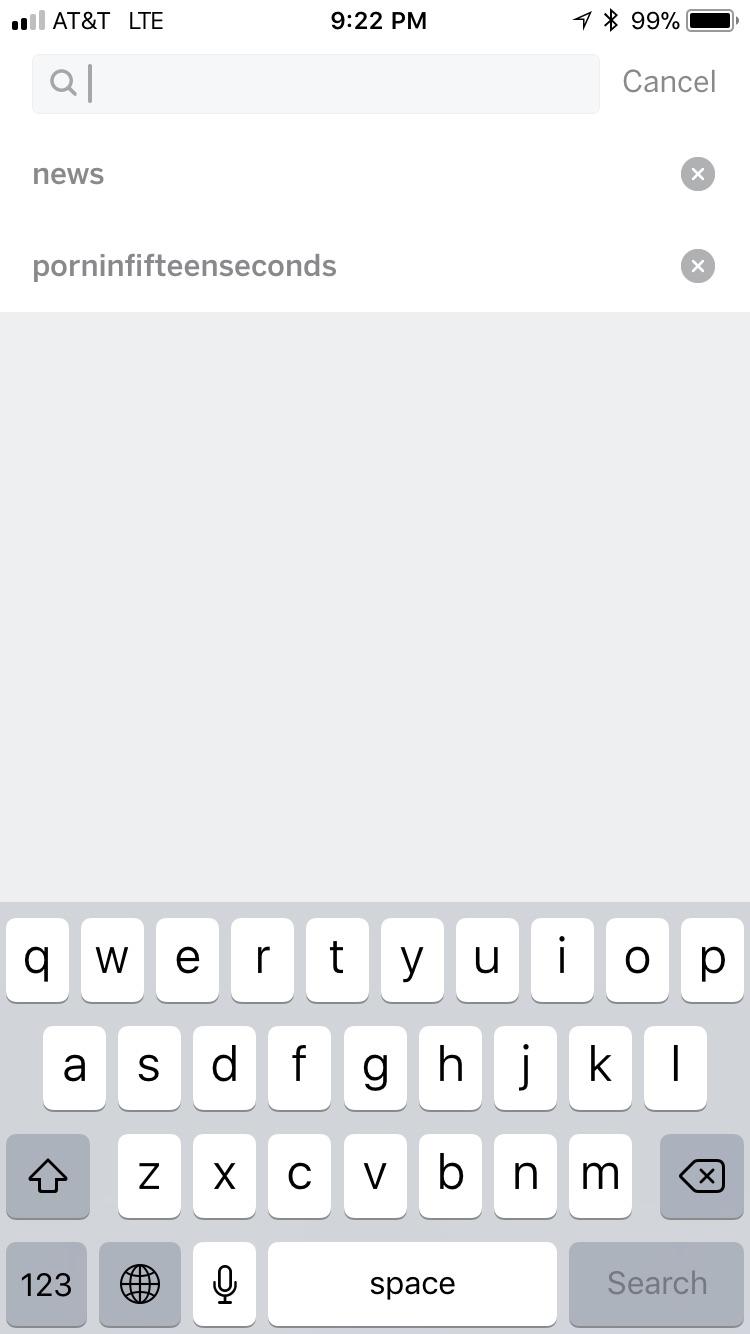 AT&T LTE 9:22 PM 99%
Cancel
news
porninfifteenseconds
q w e r t y u i o p
a s d f g h j k l
z x c v b n m
123 space Search